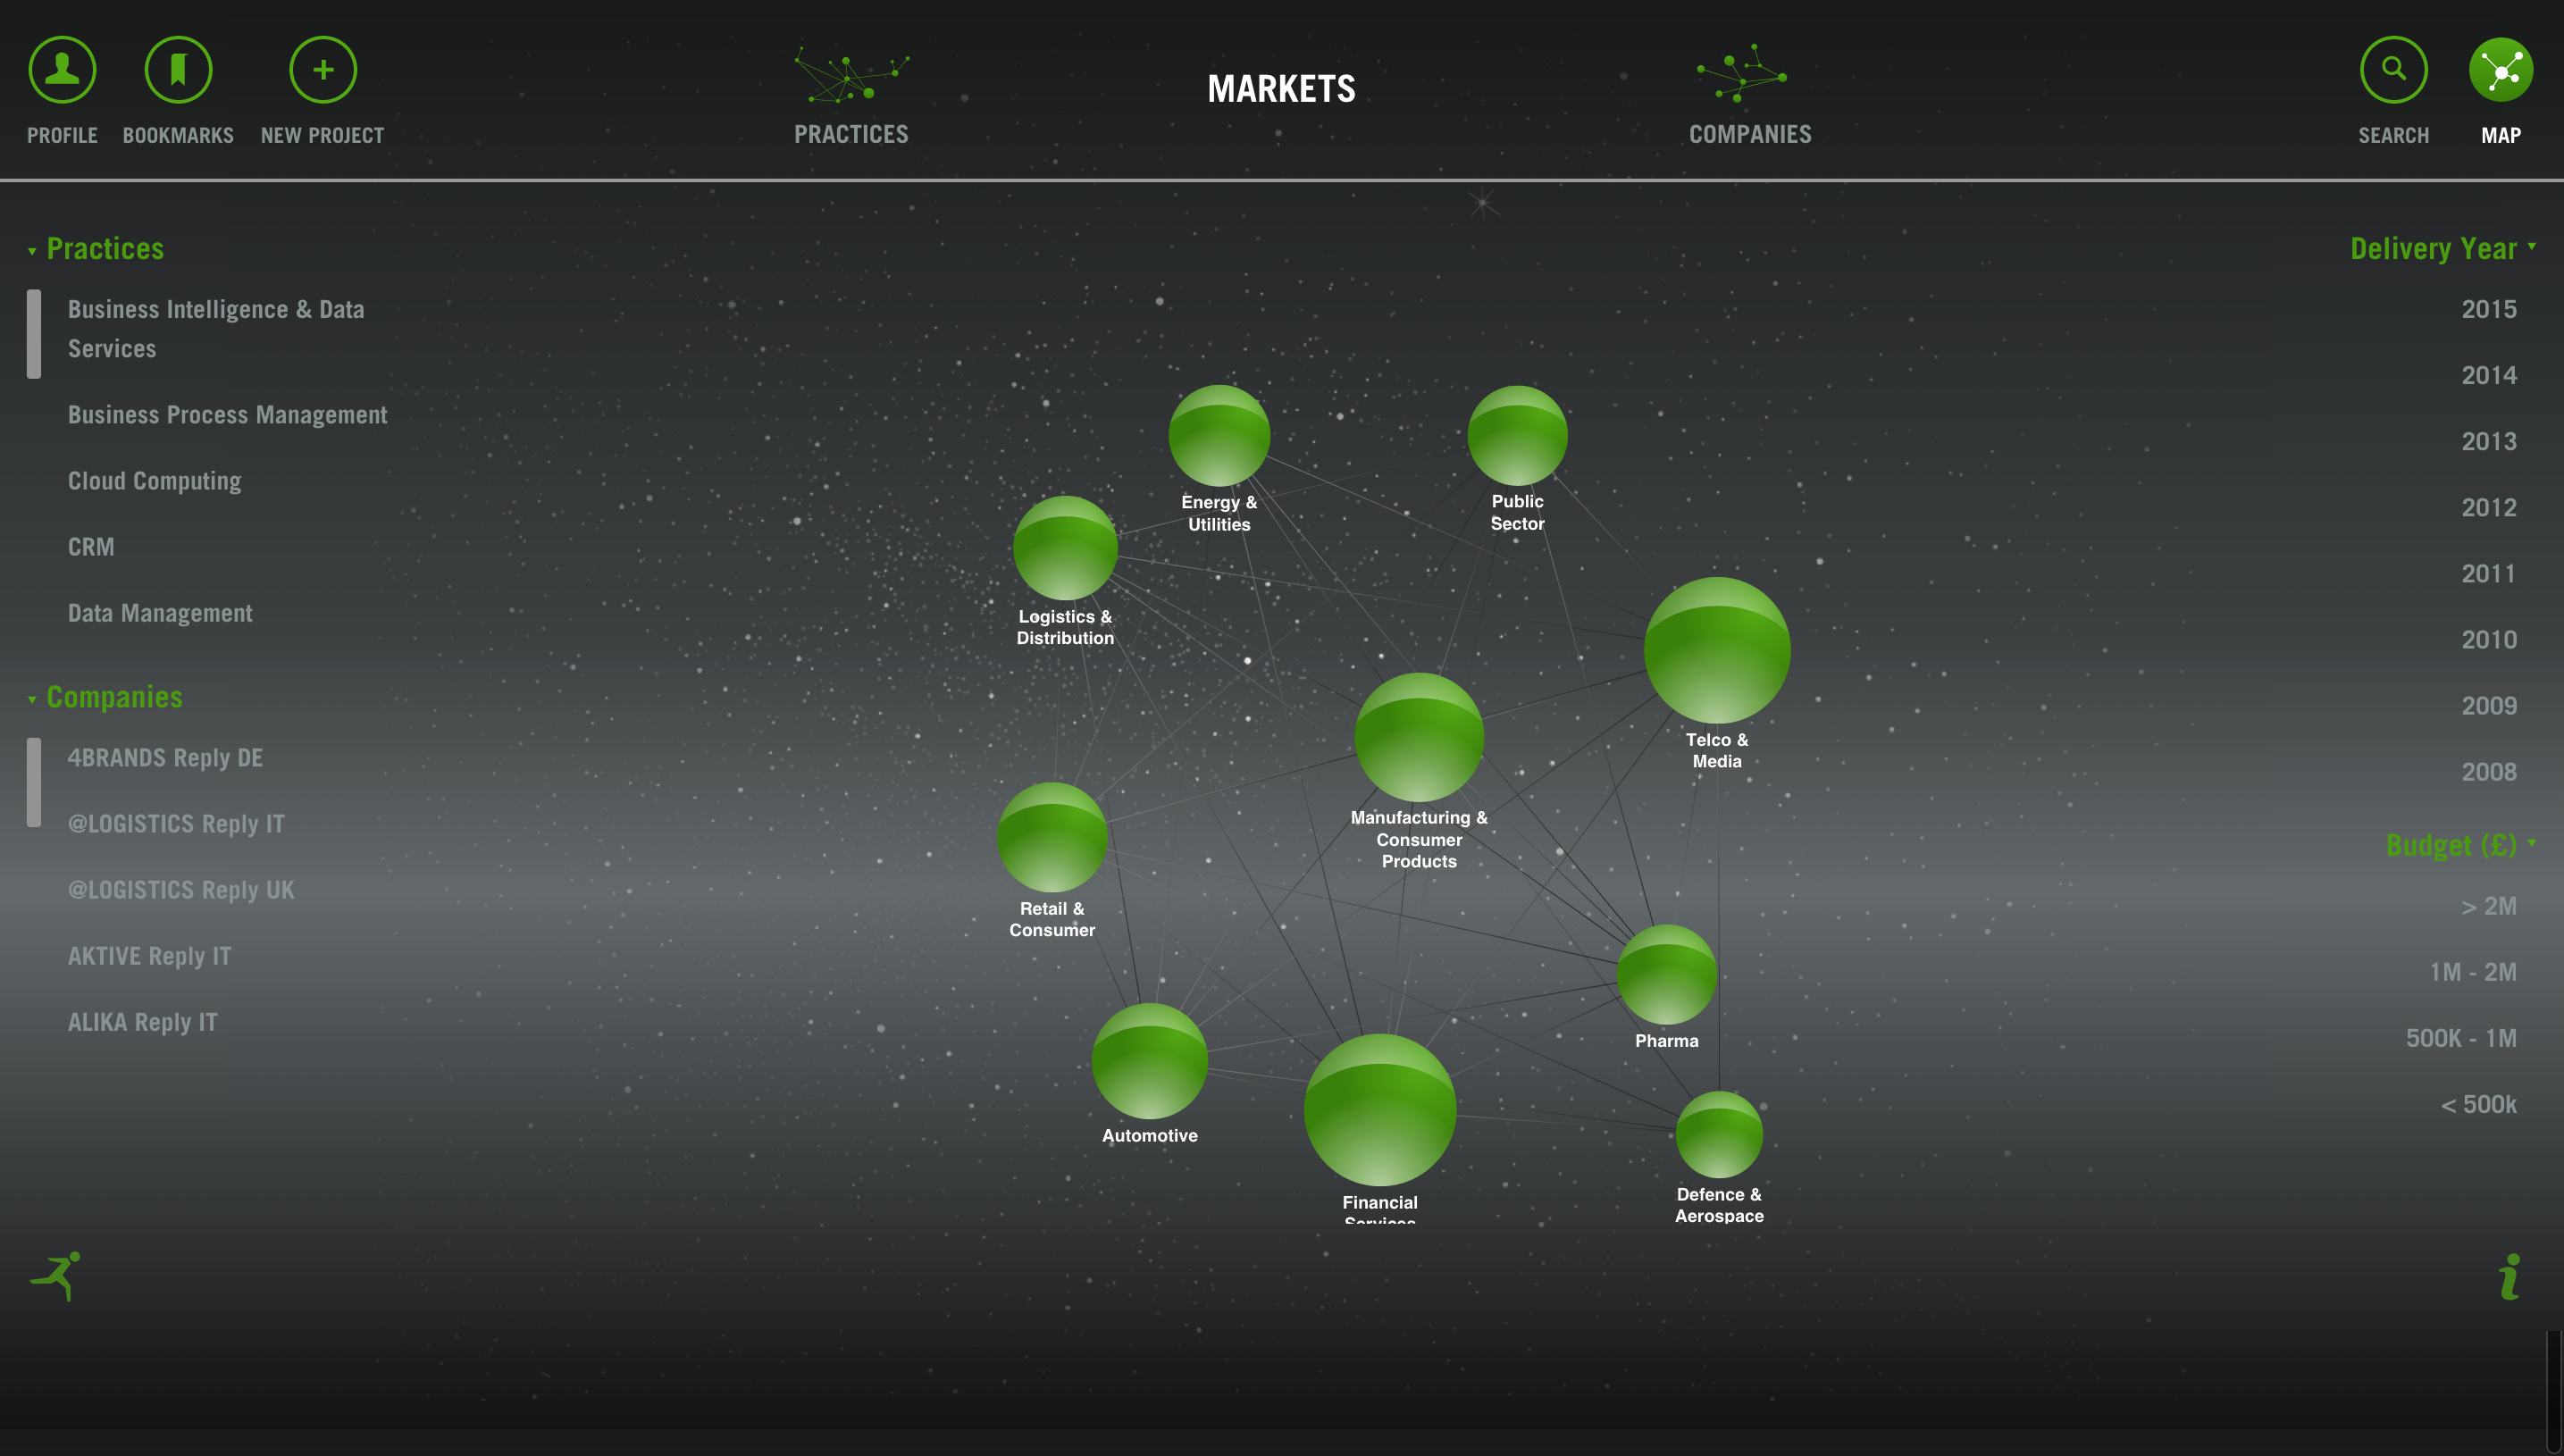 PROFILE
BOOKMARKS
NEW PROJECT
PRACTICES
MARKETS
COMPANIES
SEARCH
MAP
Practices
Business Intelligence & Data
Services
Business Process Management
Cloud Computing
CRM
Data Management
Companies
4BRANDS Reply DE
@LOGISTICS Reply IT
@LOGISTICS Reply UK
AKTIVE Reply IT
ALIKA Reply IT
Energy &
Utilities
Public
Sector
Logistics &
Distribution
Telco &
Media
Manufacturing &
Consumer
Products
Retail &
Consumer
Pharma
Automotive
Financial
Services
Defence &
Aerospace
Delivery Year
2015
2014
2013
2012
2011
2010
2009
2008
Budget (£)
> 2M
1M - 2M
500K - 1M
< 500k